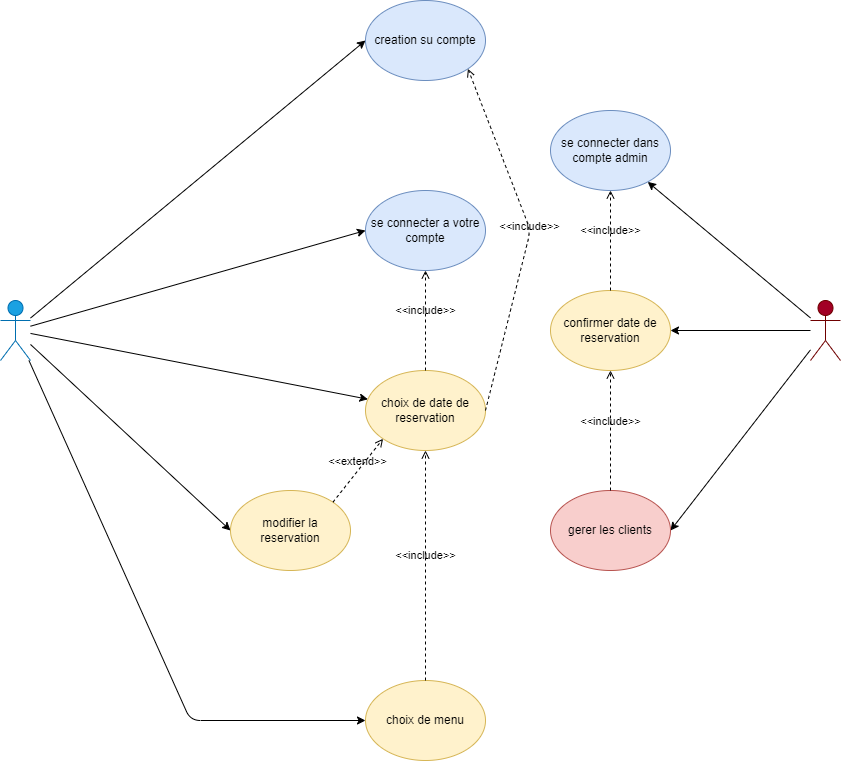 creation su compte
se connecter dans
compte admin
se connecter a votre
compte
<<include>>
<<include>>
<<include>>
confirmer date de
reservation
choix de date de
reservation
<<include>>
<<extend>>
modifier la
reservation
gerer les clients
<<include>>
choix de menu